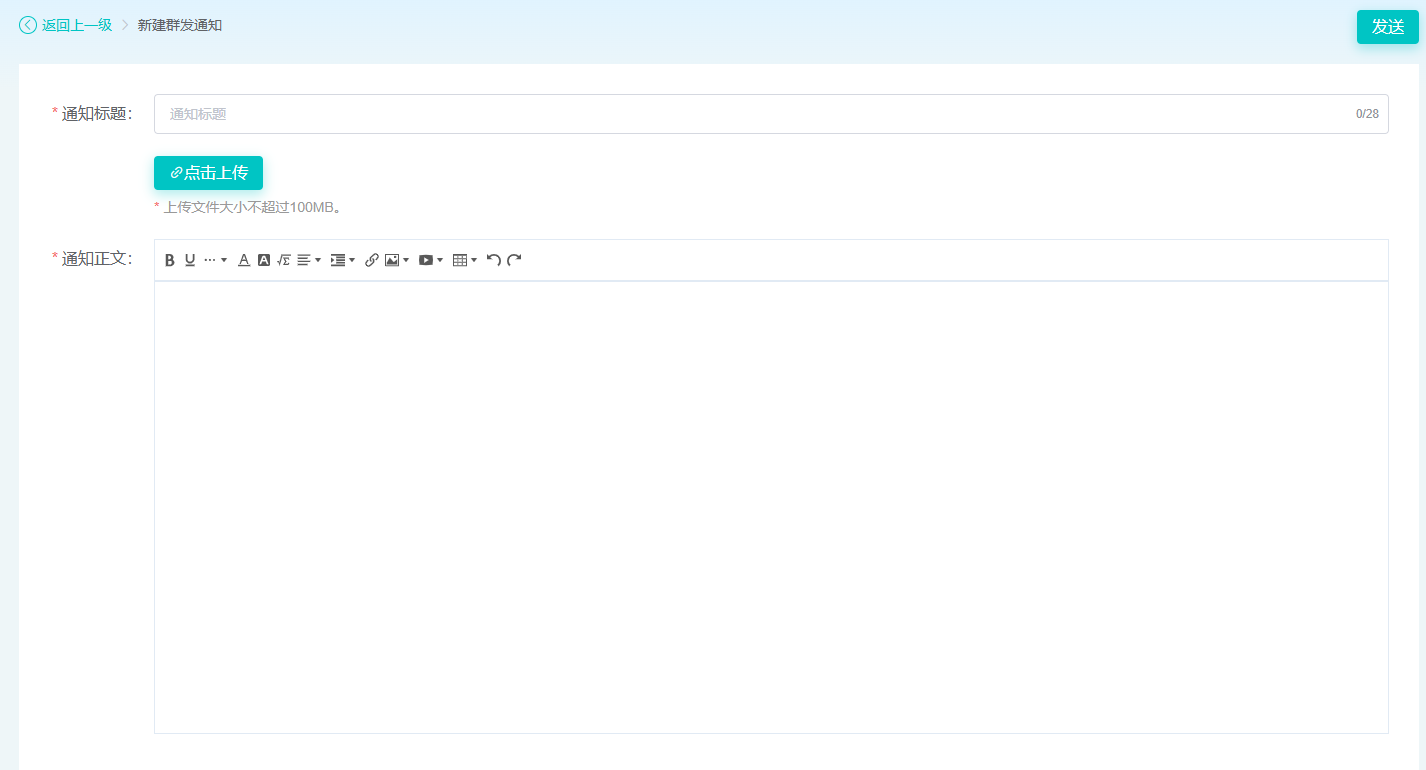 返回上一级 > 新建群发通知
发送
* 通知标题:
通知标题
0/28
点击上传
* 上传文件大小不超过100MB。
* 通知正文:
B U ··· A A √Σ